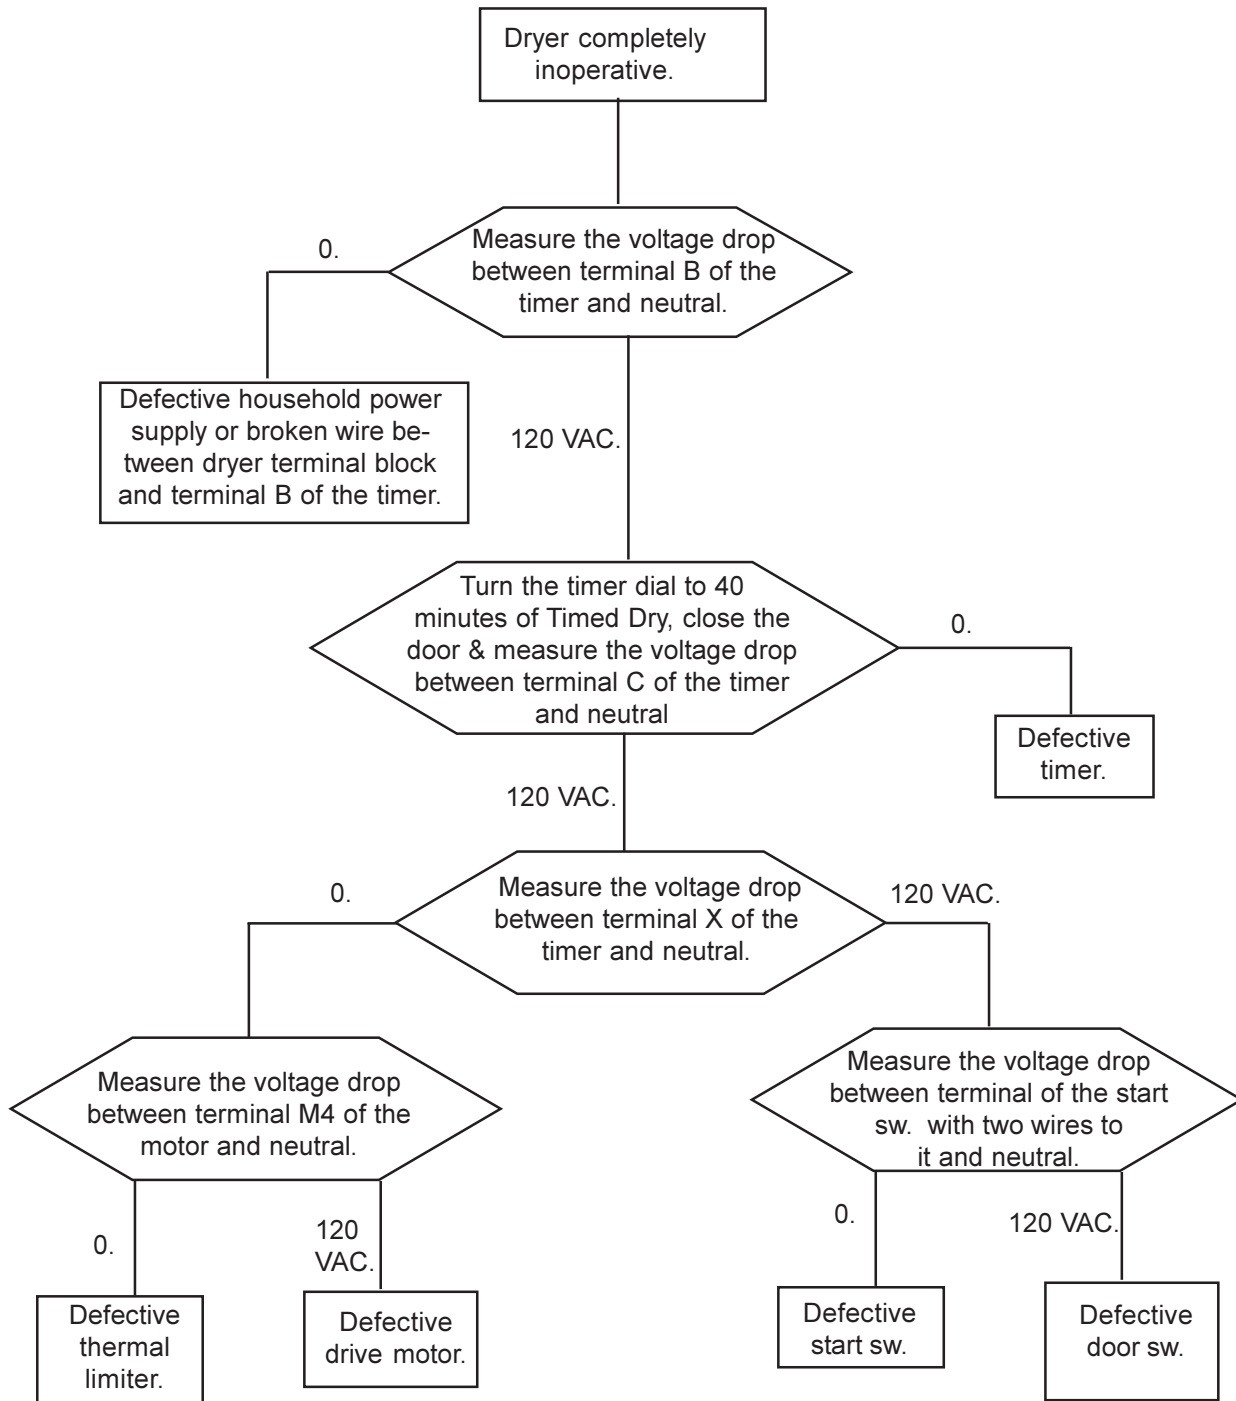 Dryer completely
inoperative.
0.
Measure the voltage drop
between terminal B of the
timer and neutral.
Defective household power
supply or broken wire be-
tween dryer terminal block
and terminal B of the timer.
120 VAC.
Turn the timer dial to 40
minutes of Timed Dry, close the
door & measure the voltage drop
between terminal C of the timer
and neutral
0.
Defective
timer.
120 VAC.
0.
Measure the voltage drop
between terminal X of the
timer and neutral.
120 VAC.
Measure the voltage drop
between terminal M4 of the
motor and neutral.
Measure the voltage drop
between terminal of the start
sw. with two wires to
it and neutral.
0.
120
VAC.
0.
120 VAC.
Defective
thermal
limiter.
Defective
drive motor.
Defective
start sw.
Defective
door sw.